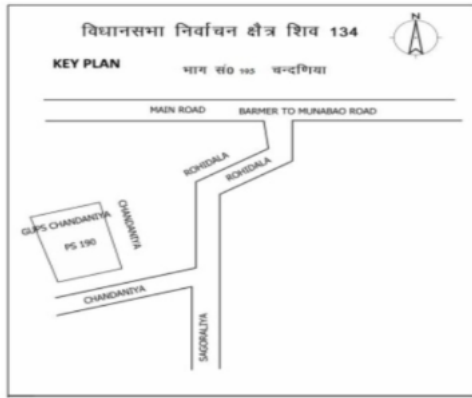 विधानसभा निर्वाचन क्षैत्र शिव 134
N
KEY PLAN
भाग सं0 195 चन्दणिया
MAIN ROAD BARMER TO MUNABAO ROAD
ROHIDALA
ROHIDALA
CHANDANIYA
GUPS CHANDANIYA
PS 190
CHANDANIYA
SAGORALIYA